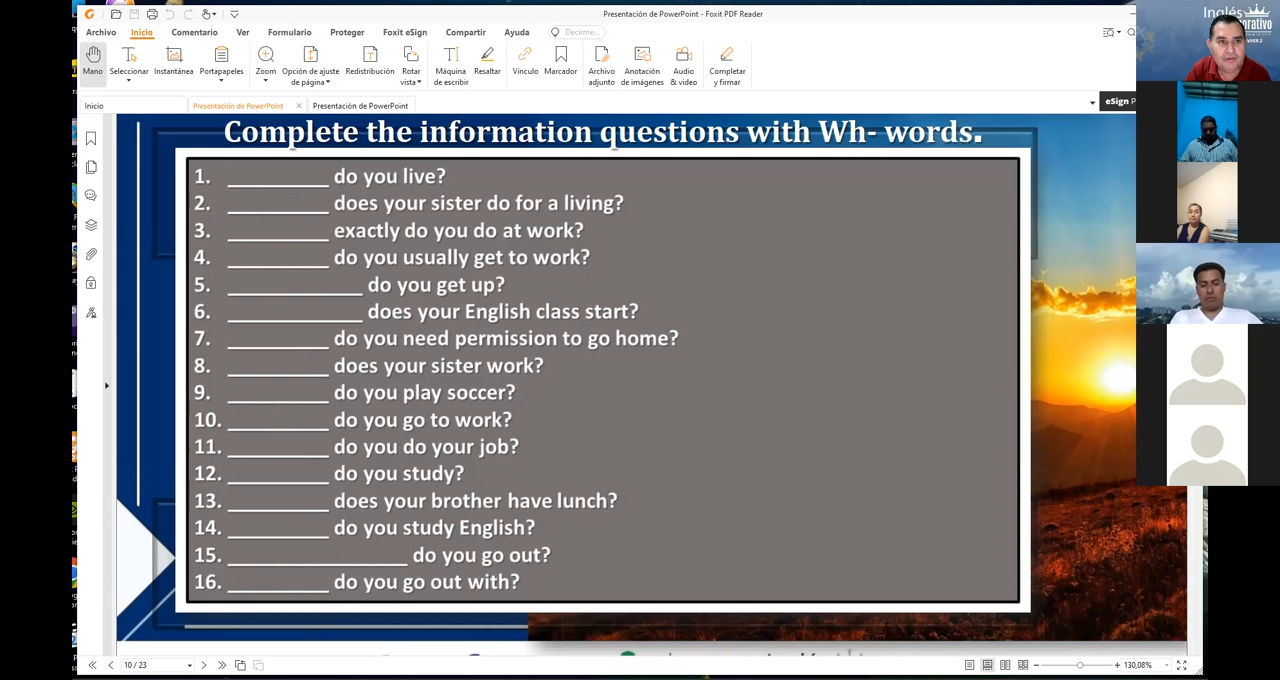 Presentación de PowerPoint - Foxit PDF Reader
Archivo Inicio Comentario Ver Formulario Proteger Foxit eSign Compartir Ayuda Decirme...
Mano Seleccionar Instantánea Portapapeles Zoom Opción de ajuste de página Redistribución Rotar vista Máquina de escribir Resaltar Vínculo Marcador Archivo adjunto Anotación de imágenes Audio & video Completar y firmar
Inicio Presentación de PowerPoint Presentación de PowerPoint eSign
Inglés
Complete the information questions with Wh- words.
1. __________ do you live?
2. __________ does your sister do for a living?
3. __________ exactly do you do at work?
4. __________ do you usually get to work?
5. _____________ do you get up?
6. _____________ does your English class start?
7. __________ do you need permission to go home?
8. __________ does your sister work?
9. __________ do you play soccer?
10. __________ do you go to work?
11. __________ do you do your job?
12. __________ do you study?
13. __________ does your brother have lunch?
14. __________ do you study English?
15. __________________ do you go out?
16. __________ do you go out with?
10 / 23 130,08%